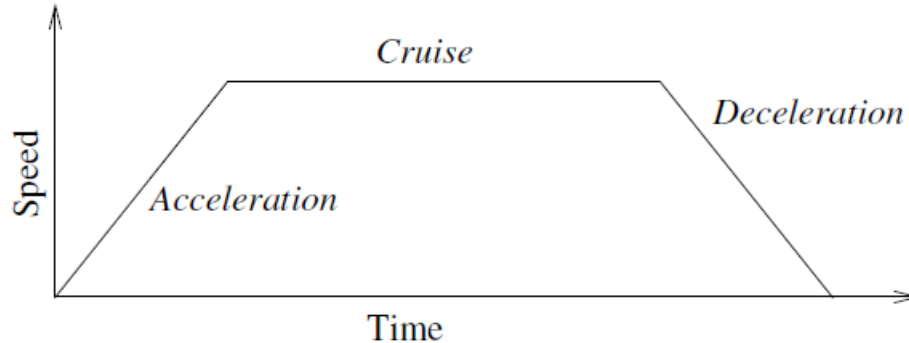 Cruise
Deceleration
Speed
Acceleration
Time